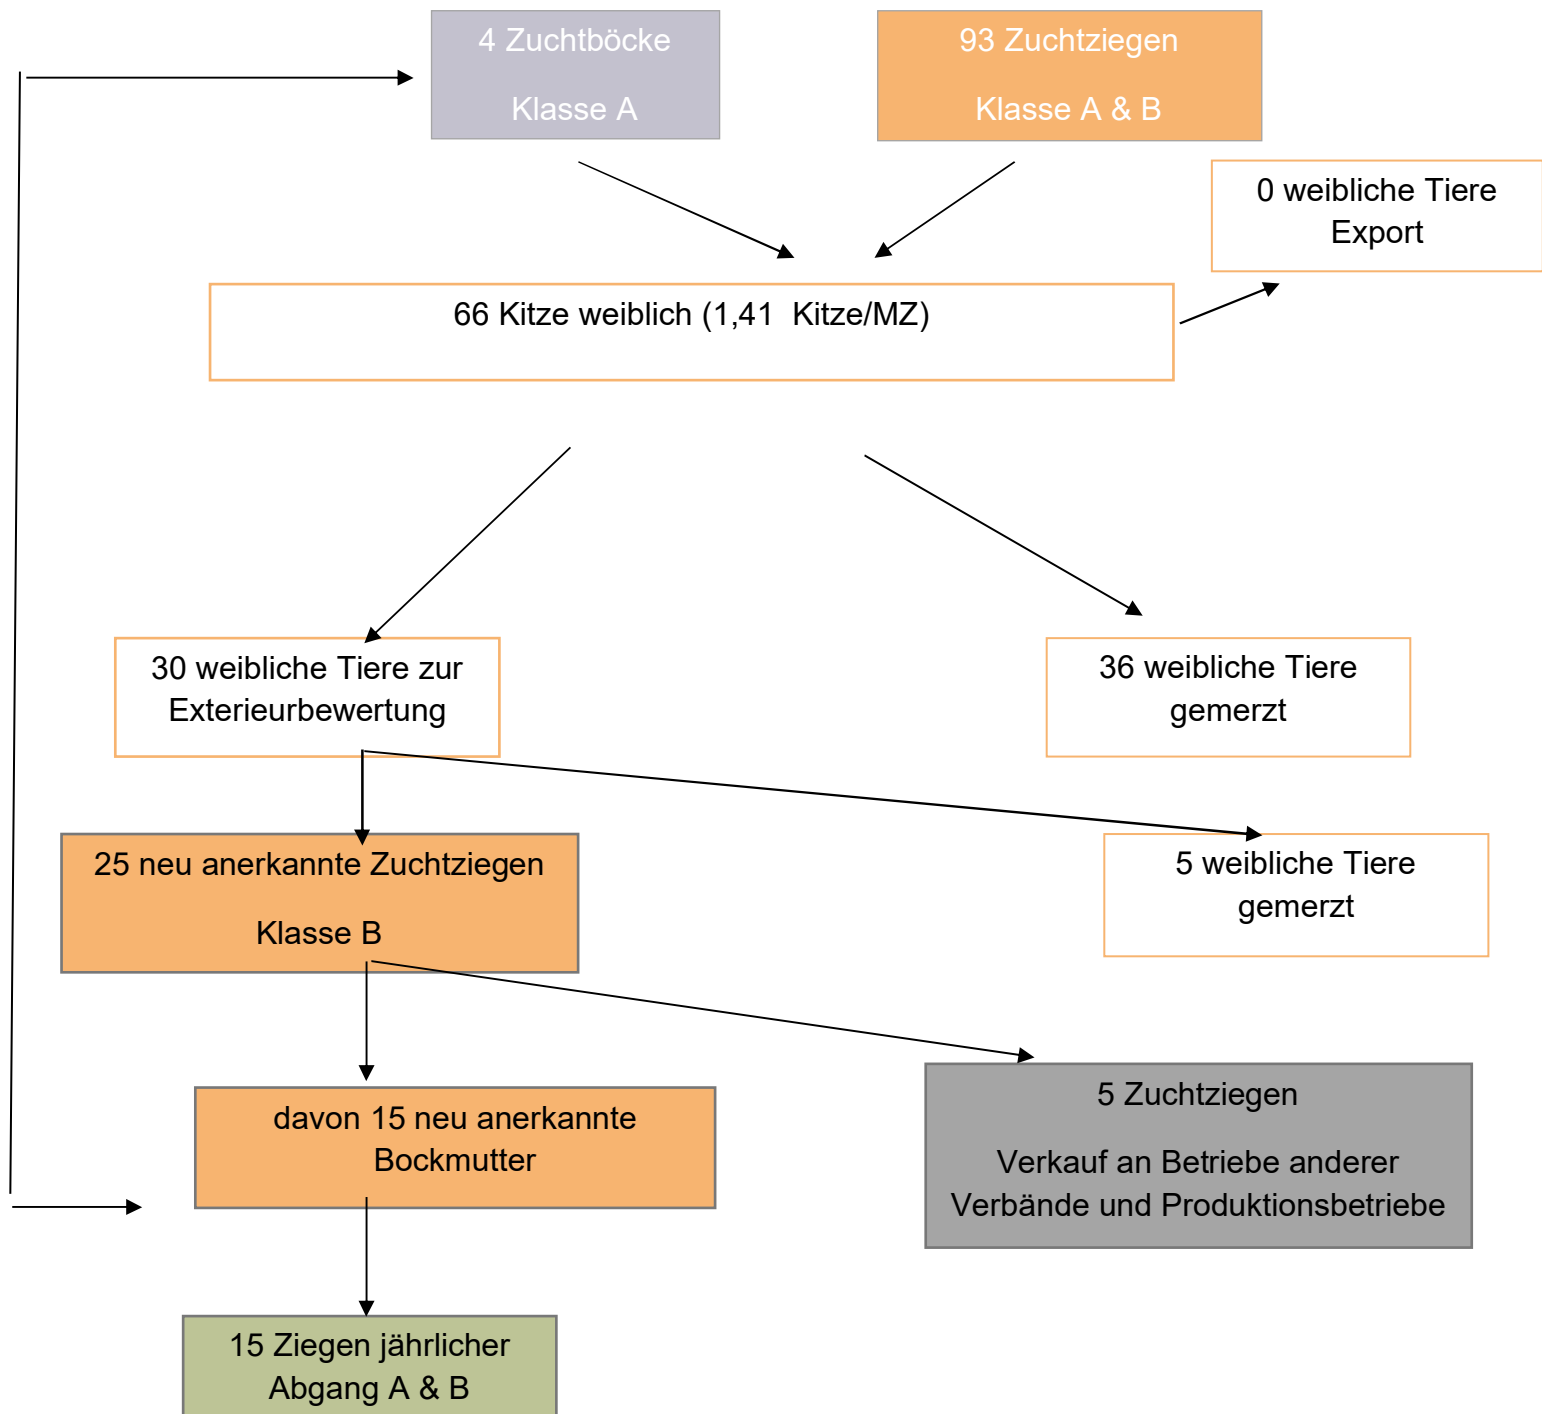 4 Zuchtböcke
Klasse A
93 Zuchtziegen
Klasse A & B
0 weibliche Tiere
Export
66 Kitze weiblich (1,41  Kitze/MZ)
30 weibliche Tiere zur
Exterieurbewertung
36 weibliche Tiere
gemerzt
25 neu anerkannte Zuchtziegen
Klasse B
5 weibliche Tiere
gemerzt
davon 15 neu anerkannte
Bockmutter
5 Zuchtziegen
Verkauf an Betriebe anderer
Verbände und Produktionsbetriebe
15 Ziegen jährlicher
Abgang A & B